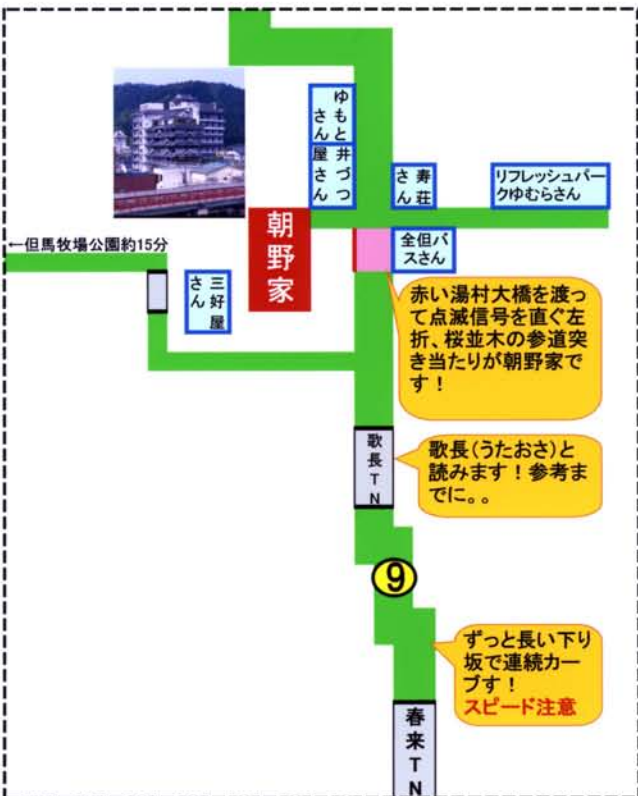 ゆもと
さん
井づつ
屋さん
寿荘
さん
リフレッシュパー
クゆむらさん
←但馬牧場公園約15分
朝野家
全但バ
スさん
三好屋
さん
赤い湯村大橋を渡っ
て点滅信号を直ぐ左
折、桜並木の参道突
き当たりが朝野家で
す！
歌長TN
歌長(うたおさ)と
読みます！参考ま
でに。。
9
ずっと長い下り
坂で連続カー
ブす！
スピード注意
春来TN